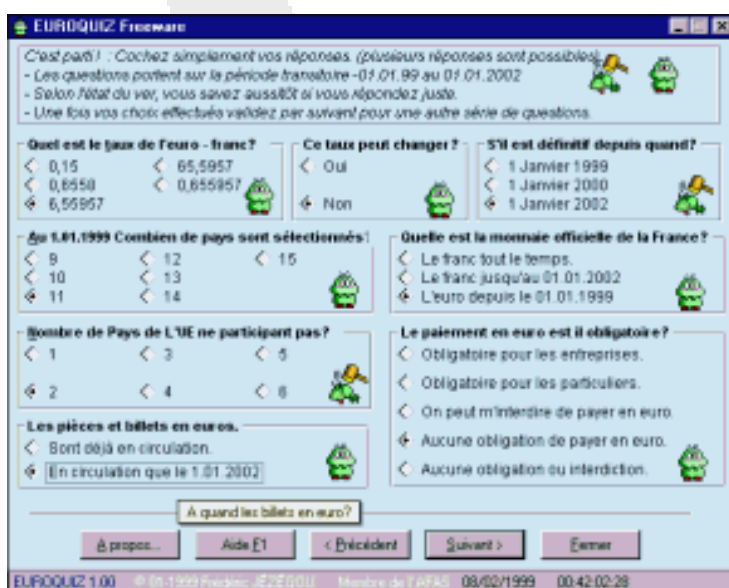 EUROQUIZ Freeware
C'est parti ! : Cochez simplement vos réponses. (plusieurs réponses sont possibles)
- Les questions portent sur la période transitoire -01.01.99 au 01.01.2002
- Selon l'état du ver, vous savez aussitôt si vous répondez juste.
- Une fois vos choix effectués validez par suivant pour une autre série de questions.
Quel est le taux de l'euro - franc?
0,15
65,5957
0,6558
0,655957
6,55957
Ce taux peut changer ?
Oui
Non
S'il est définitif depuis quand?
1 Janvier 1999
1 Janvier 2000
1 Janvier 2002
Au 1.01.1999 Combien de pays sont sélectionnés
9
12
15
10
13
11
14
Quelle est la monnaie officielle de la France?
Le franc tout le temps.
Le franc jusqu'au 01.01.2002
L'euro depuis le 01.01.1999
Nombre de Pays de L'UE ne participant pas?
1
3
5
2
4
6
Le paiement en euro est il obligatoire?
Obligatoire pour les entreprises.
Obligatoire pour les particuliers.
On peut m'interdire de payer en euro.
Aucune obligation de payer en euro.
Aucune obligation ou interdiction.
Les pièces et billets en euros.
Sont déjà en circulation.
En circulation que le 1.01.2002
A quand les billets en euro?
A propos...
Aide F1
< Précédent
Suivant >
Fermer
EUROQUIZ 1.00
© 01-1999 Frédéric JÉZÉGOU
Membre de l'AFAS
08/02/1999
00:42:02:28